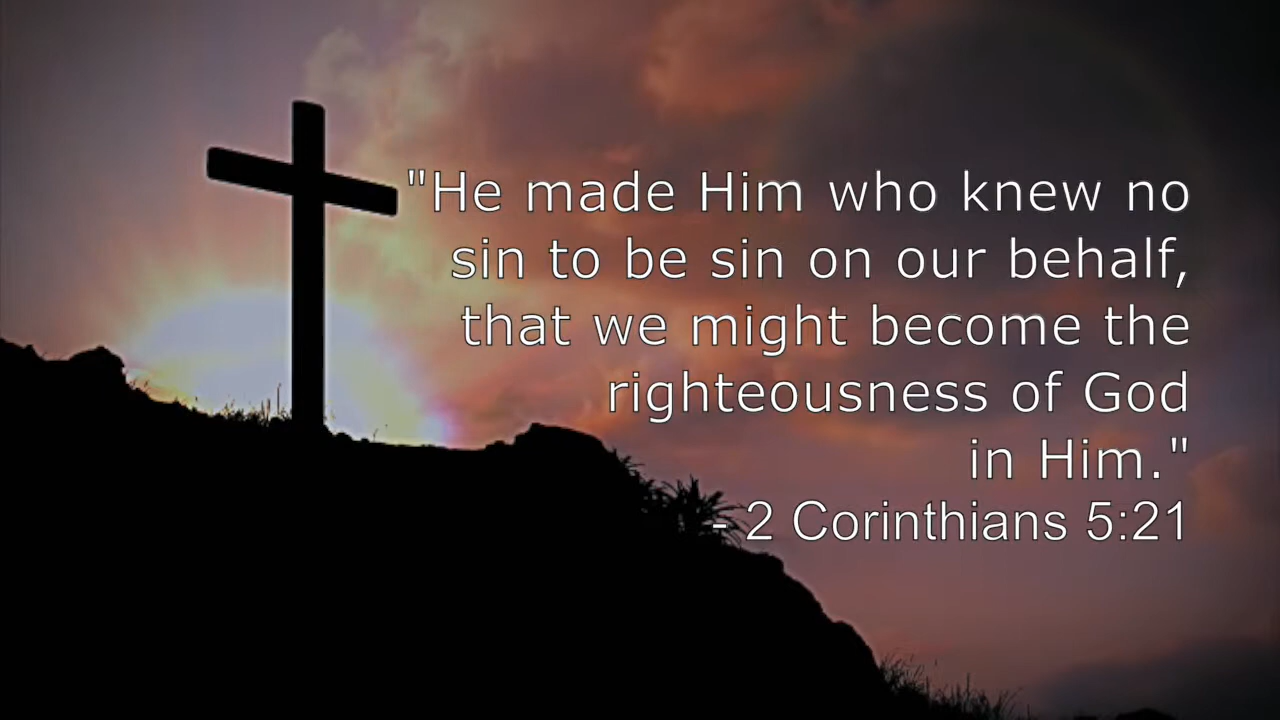 "He made Him who knew no
sin to be sin on our behalf,
that we might become the
righteousness of God
in Him."
- 2 Corinthians 5:21